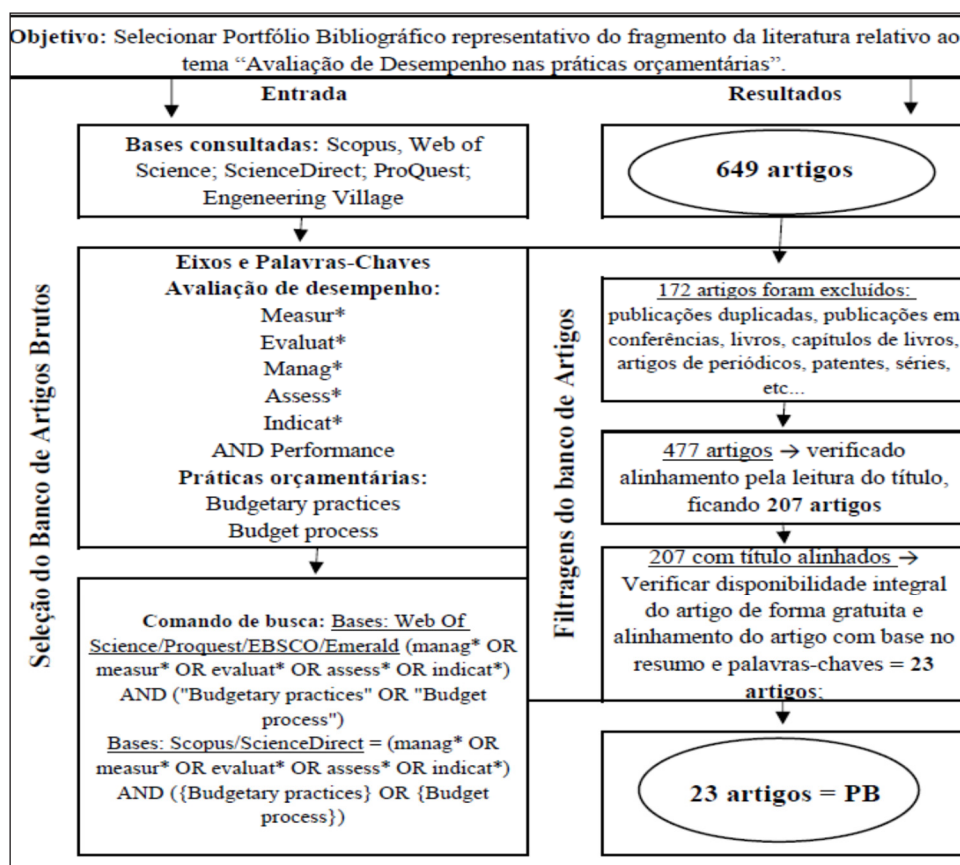 Objetivo: Selecionar Portfólio Bibliográfico representativo do fragmento da literatura relativo ao
tema “Avaliação de Desempenho nas práticas orçamentárias”.
Entrada
Resultados
Seleção do Banco de Artigos Brutos
Bases consultadas: Scopus, Web of
Science; ScienceDirect; ProQuest;
Engeneering Village
Eixos e Palavras-Chaves
Avaliação de desempenho:
Measur*
Evaluat*
Manag*
Assess*
Indicat*
AND Performance
Práticas orçamentárias:
Budgetary practices
Budget process
Comando de busca: Bases: Web Of
Science/Proquest/EBSCO/Emerald (manag* OR
measur* OR evaluat* OR assess* OR indicat*)
AND ("Budgetary practices" OR "Budget
process")
Bases: Scopus/ScienceDirect = (manag* OR
measur* OR evaluat* OR assess* OR indicat*)
AND ({Budgetary practices} OR {Budget
process})
649 artigos
Filtragens do banco de Artigos
172 artigos foram excluídos:
publicações duplicadas, publicações em
conferências, livros, capítulos de livros,
artigos de periódicos, patentes, séries,
etc...
477 artigos → verificado
alinhamento pela leitura do título,
ficando 207 artigos
207 com título alinhados →
Verificar disponibilidade integral
do artigo de forma gratuita e
alinhamento do artigo com base no
resumo e palavras-chaves = 23
artigos;
23 artigos = PB